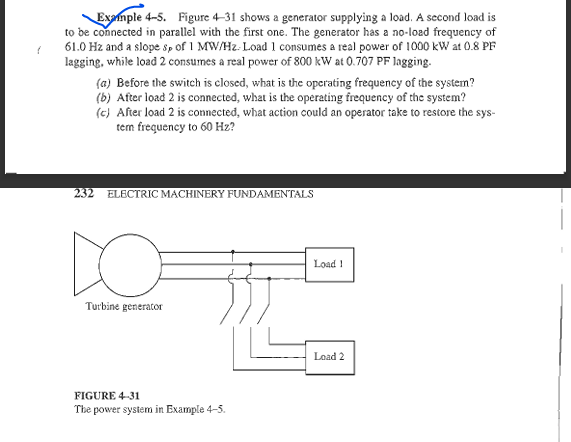 Example 4–5. Figure 4–31 shows a generator supplying a load. A second load is
to be connected in parallel with the first one. The generator has a no-load frequency of
61.0 Hz and a slope sP of 1 MW/Hz. Load 1 consumes a real power of 1000 kW at 0.8 PF
lagging, while load 2 consumes a real power of 800 kW at 0.707 PF lagging.
(a) Before the switch is closed, what is the operating frequency of the system?
(b) After load 2 is connected, what is the operating frequency of the system?
(c) After load 2 is connected, what action could an operator take to restore the sys-
tem frequency to 60 Hz?
232 ELECTRIC MACHINERY FUNDAMENTALS
Load 1
Turbine generator
Load 2
FIGURE 4–31
The power system in Example 4–5.